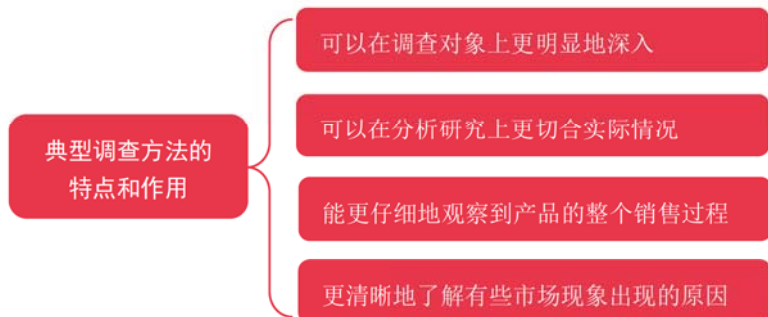 典型调查方法的
特点和作用
可以在调查对象上更明显地深入
可以在分析研究上更切合实际情况
能更仔细地观察到产品的整个销售过程
更清晰地了解有些市场现象出现的原因